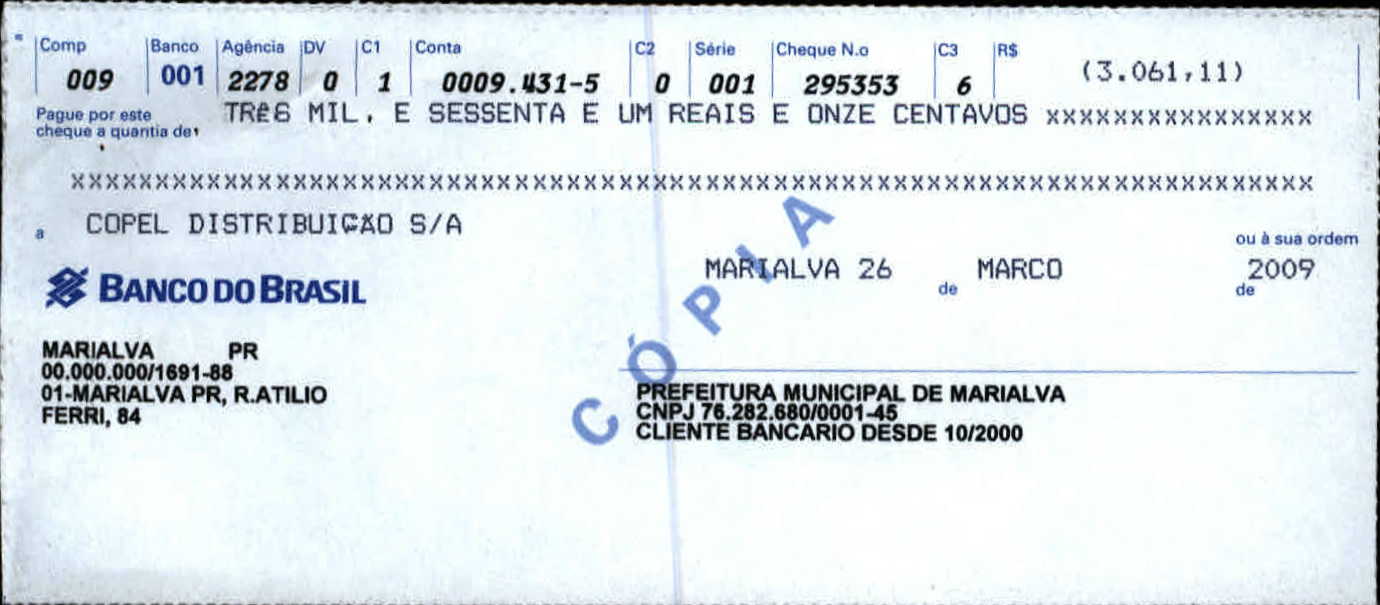 Comp Banco Agência DV C1 Conta C2 Série Cheque N.o C3 R$
009 001 2278 0 1 0009.431-5 0 001 295353 6 (3.061,11)
Pague por este
cheque a quantia de TRÊS MIL, E SESSENTA E UM REAIS E ONZE CENTAVOS xxxxxxxxxxxxxxxx
xxxxxxxxxxxxxxxxxxxxxxxxxxxxxxxxxxxxxxxxxxxxxxxxxxxxxxxxxxxxxxxxxxxxxxxxx
a COPEL DISTRIBUIÇÃO S/A
ou à sua ordem
MARIALVA 26 de MARCO de 2009
BANCO DO BRASIL
MARIALVA PR
00.000.000/1691-88
01-MARIALVA PR, R.ATILIO
FERRI, 84
PREFEITURA MUNICIPAL DE MARIALVA
CNPJ 76.282.680/0001-45
CLIENTE BANCARIO DESDE 10/2000
CÓPIA